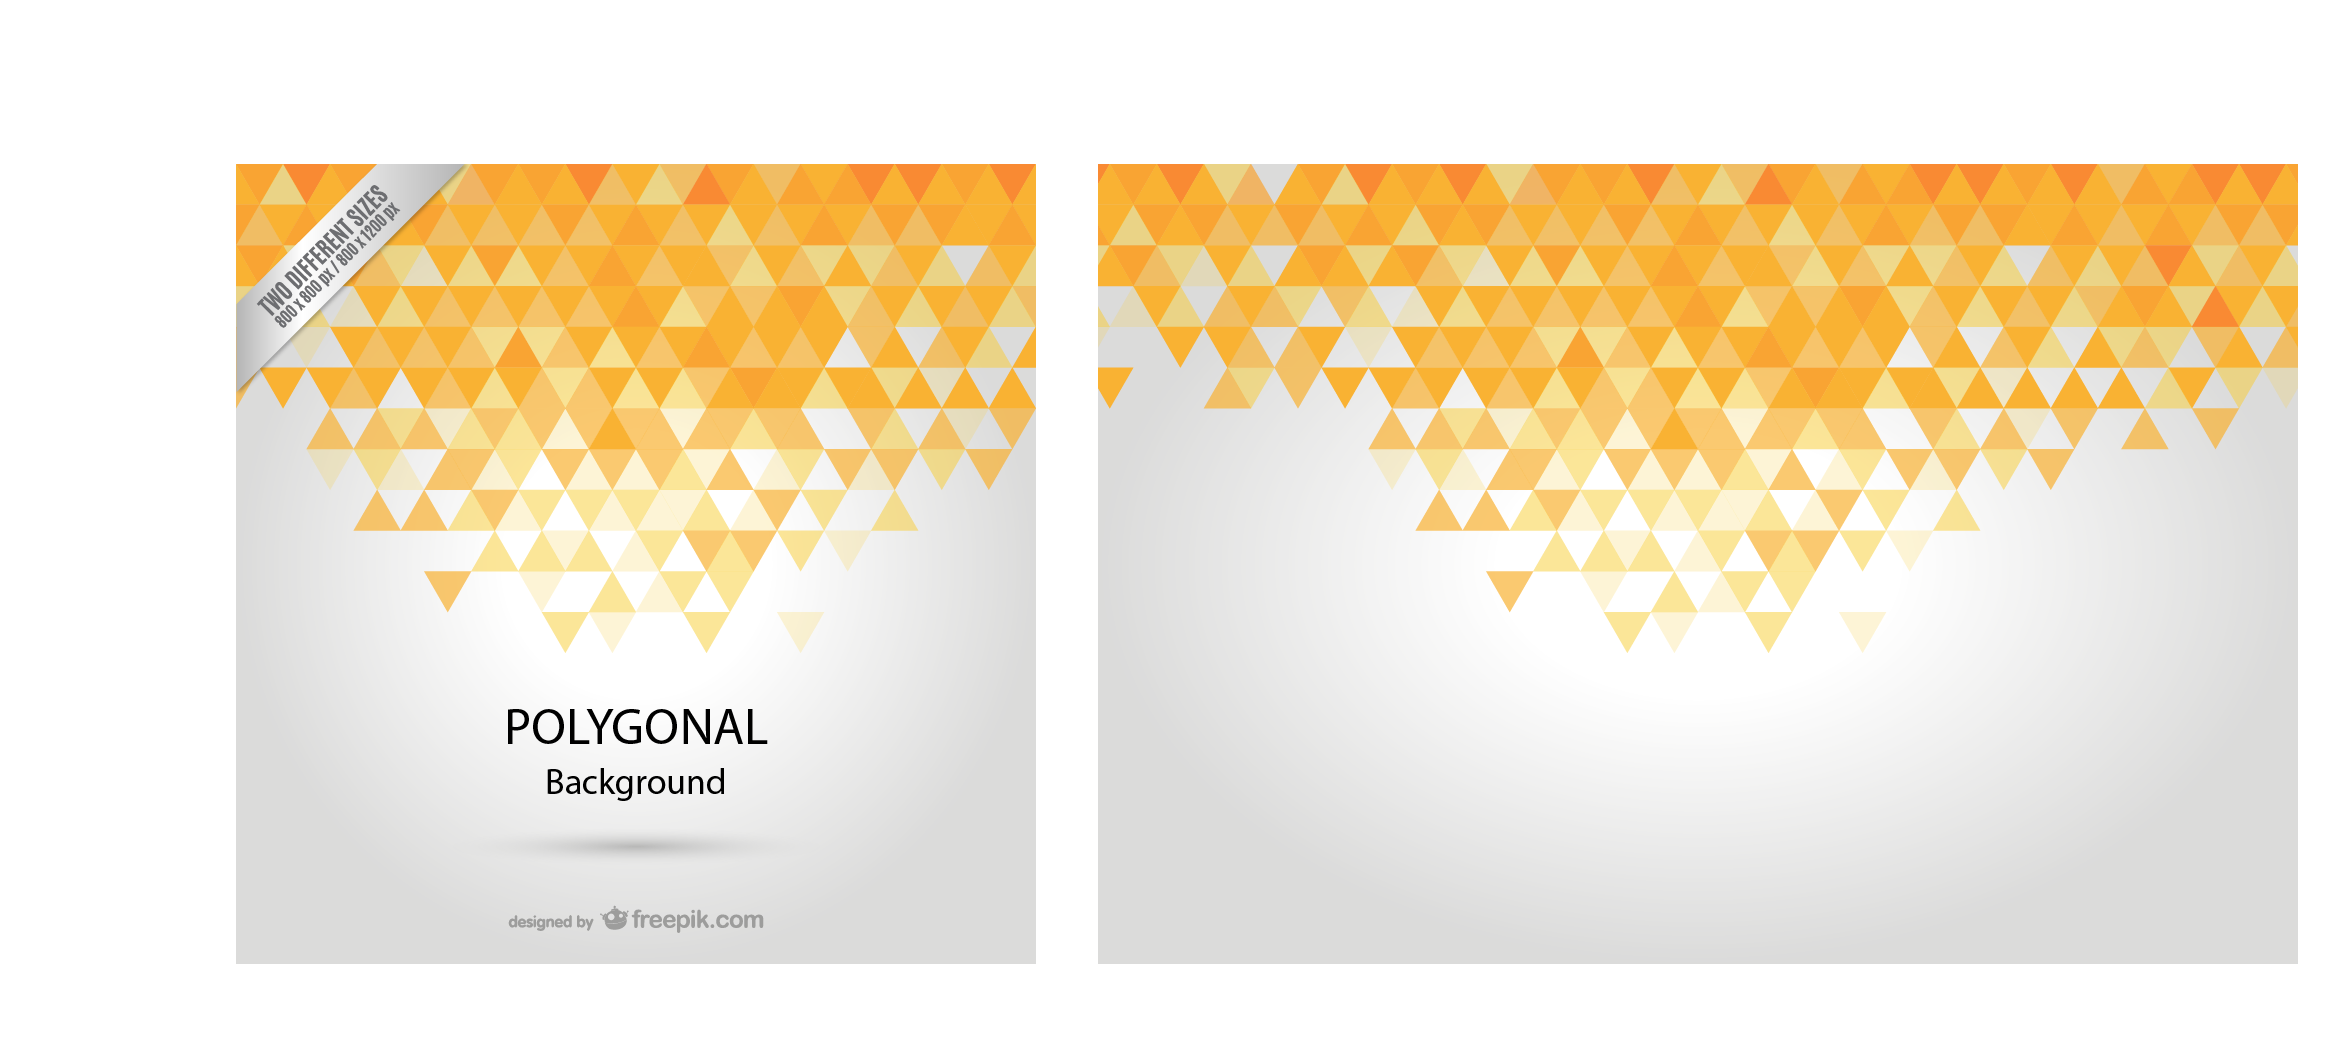 TWO DIFFERENT SIZES
800 x 800 px / 800 x 1200 px
POLYGONAL
Background
designed by freepik.com